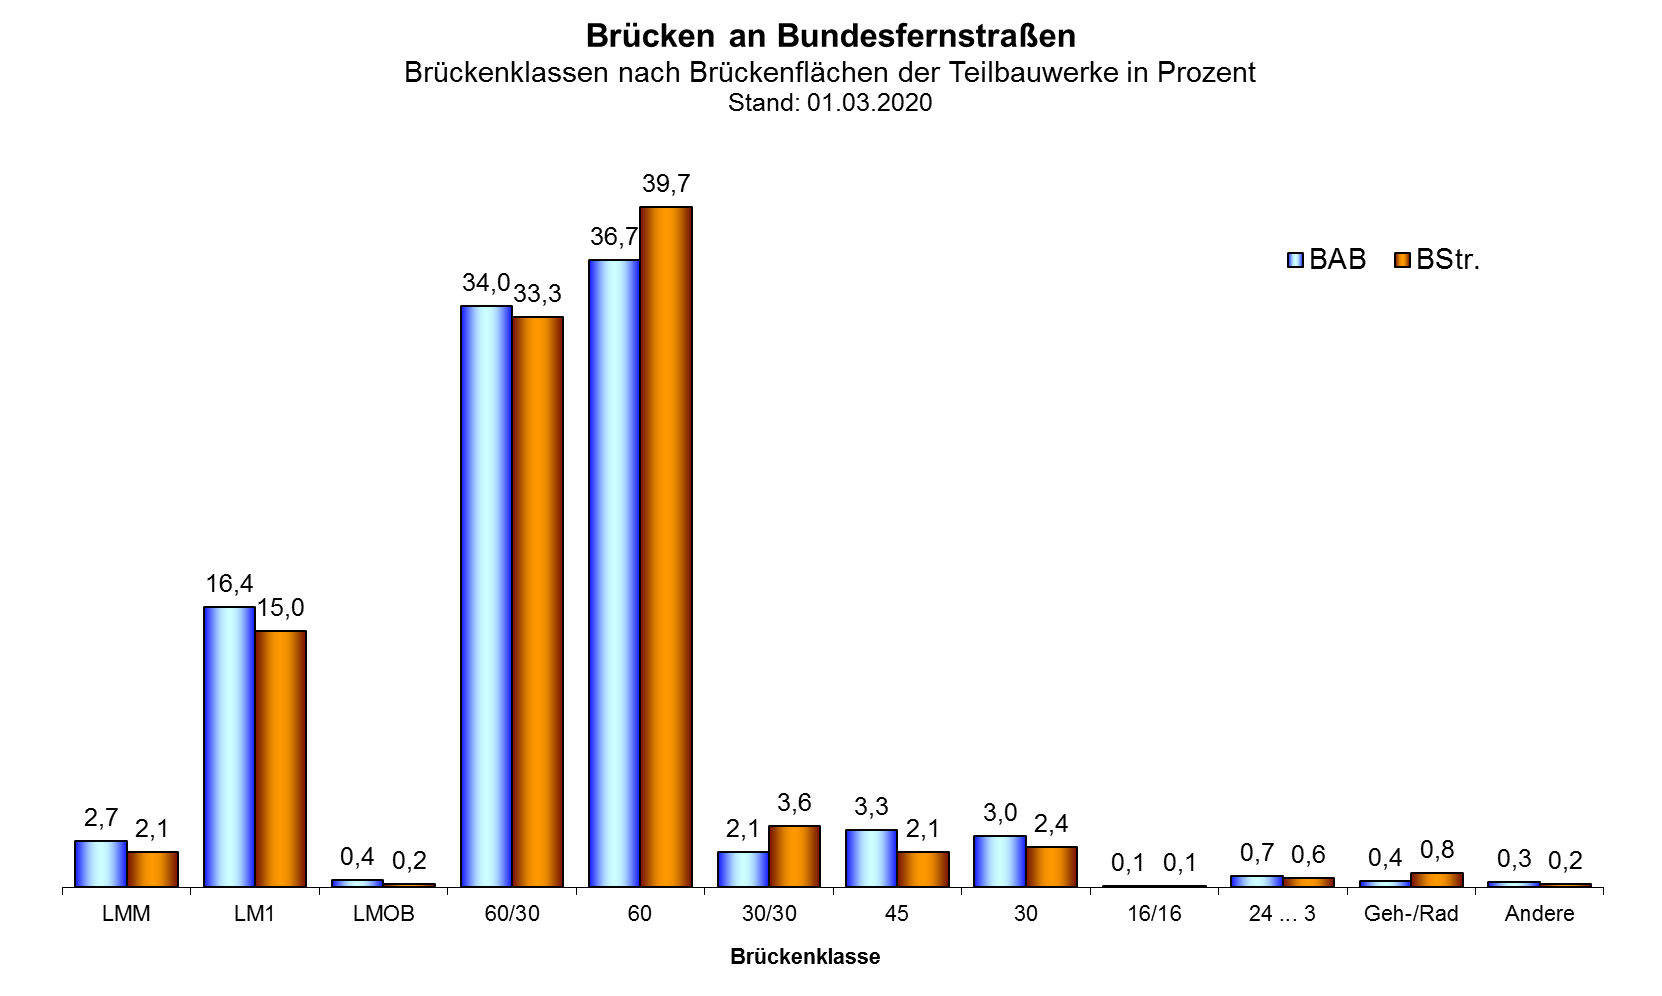 Brücken an Bundesfernstraßen
Brückenklassen nach Brückenflächen der Teilbauwerke in Prozent
Stand: 01.03.2020
39,7
36,7
BAB BStr.
34,0 33,3
16,4 15,0
2,7 2,1 0,4 0,2 2,1 3,6 3,3 2,1 3,0 2,4 0,1 0,1 0,7 0,6 0,4 0,8 0,3 0,2
LMM LM1 LMOB 60/30 60 30/30 45 30 16/16 24 ... 3 Geh-/Rad Andere
Brückenklasse